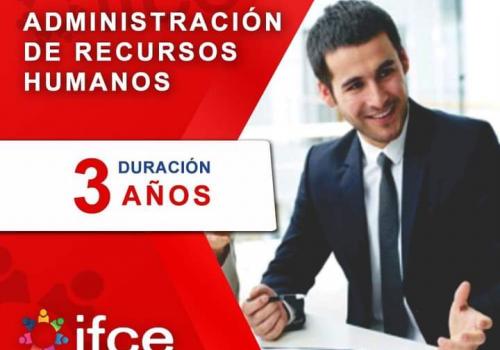 ADMINISTRACIÓN
DE RECURSOS
HUMANOS
3 DURACIÓN
AÑOS
ifce